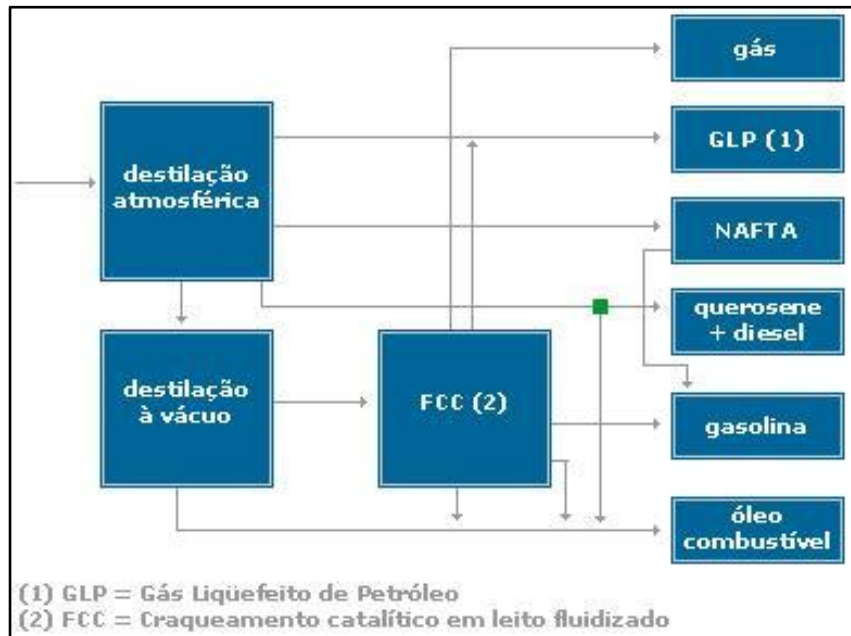 gás
destilação
atmosférica
GLP (1)
NAFTA
querosene
+ diesel
destilação
à vácuo
FCC (2)
gasolina
óleo
combustível
(1) GLP = Gás Liqüefeito de Petróleo
(2) FCC = Craqueamento catalítico em leito fluidizado